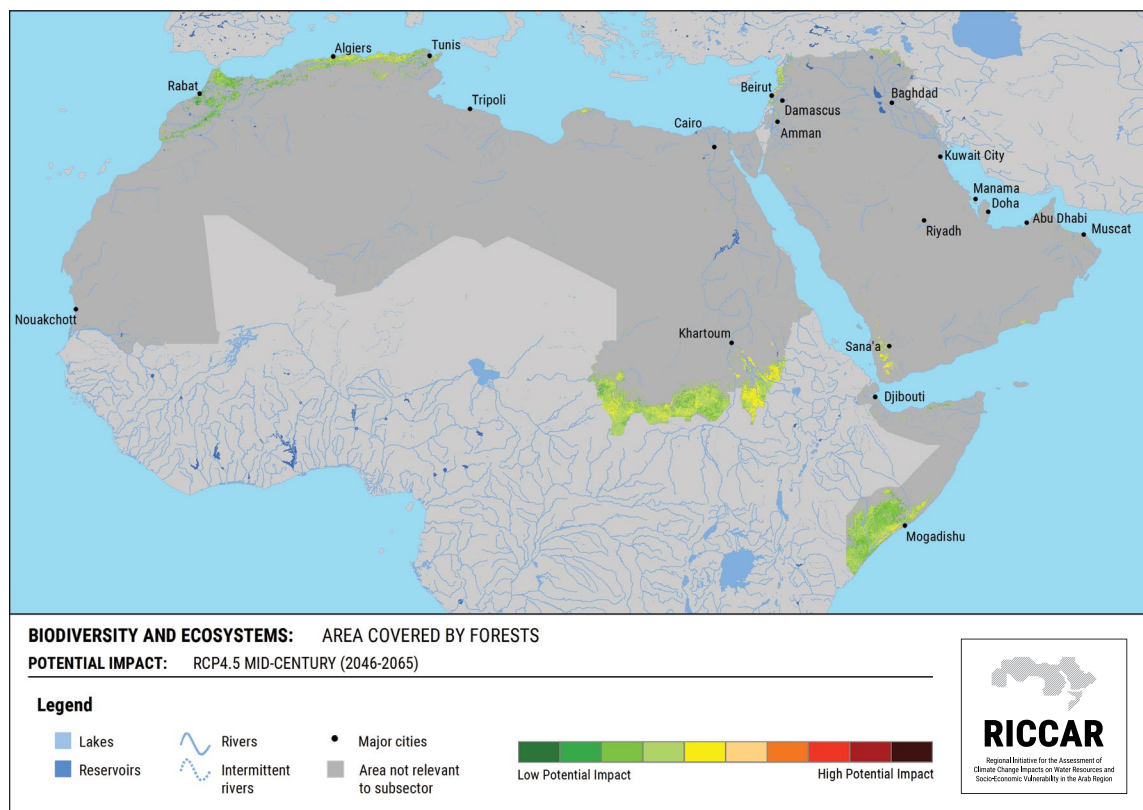 Algiers
Tunis
Rabat
Tripoli
Beirut
Damascus
Baghdad
Amman
Cairo
Kuwait City
Manama
Doha
Abu Dhabi
Muscat
Riyadh
Nouakchott
Khartoum
Sana'a
Djibouti
Mogadishu
BIODIVERSITY AND ECOSYSTEMS: AREA COVERED BY FORESTS
POTENTIAL IMPACT: RCP4.5 MID-CENTURY (2046-2065)
Legend
Lakes
Reservoirs
Rivers
Intermittent
rivers
Major cities
Area not relevant
to subsector
Low Potential Impact
High Potential Impact
RICCAR
Regional Initiative for the Assessment of
Climate Change Impacts on Water Resources and
Socio-Economic Vulnerability in the Arab Region